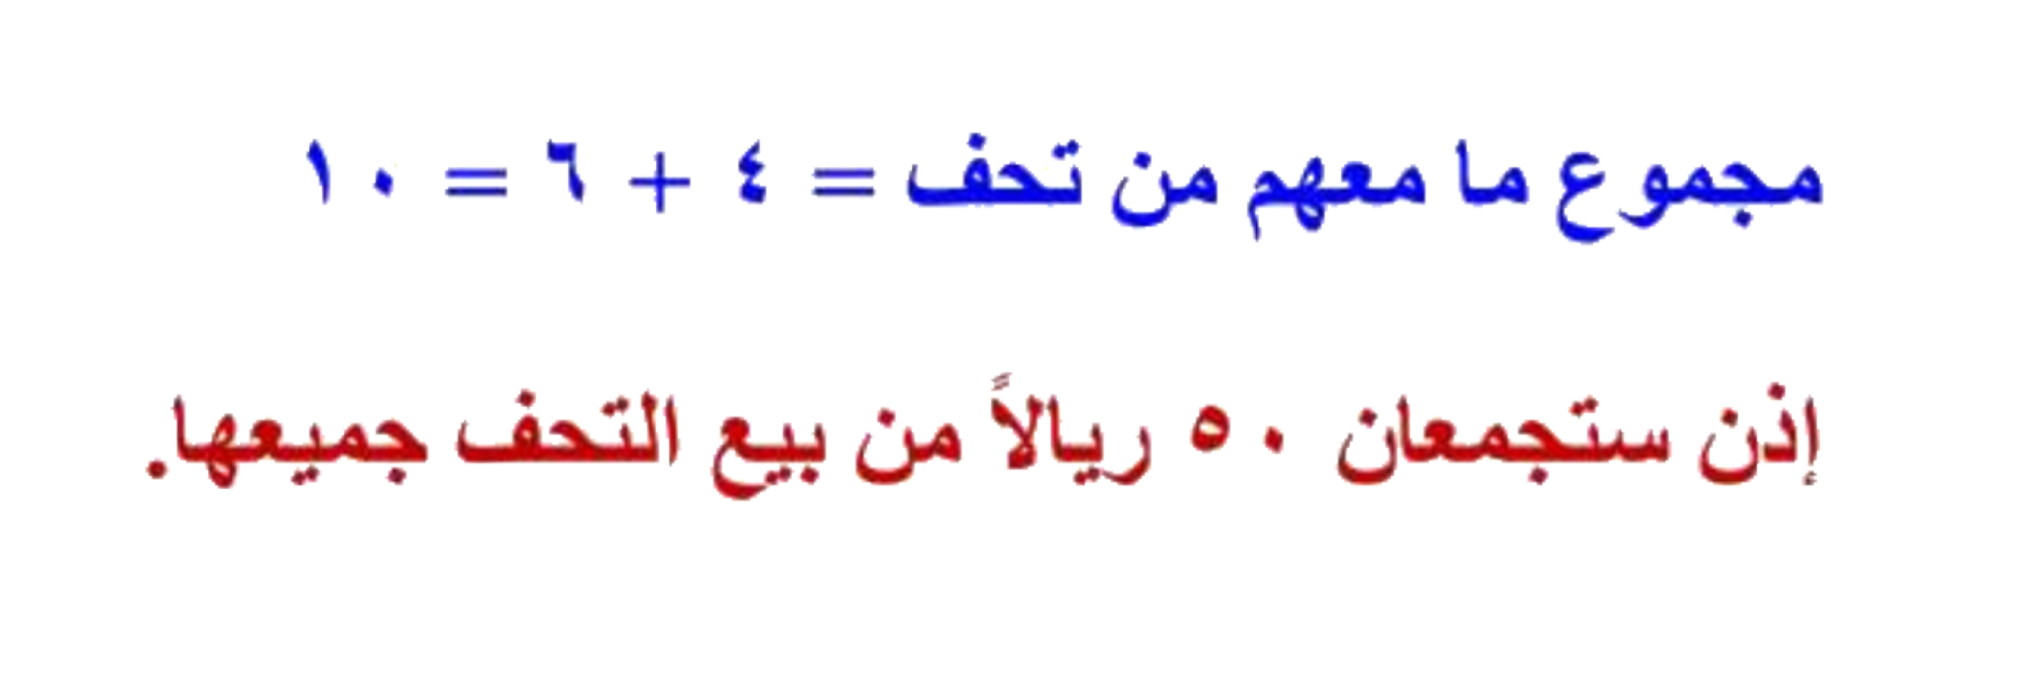 مجموع ما معهم من تحف = ٤ + ٦ = ١٠
إذن ستجمعان ٥٠ ريالاً من بيع التحف جميعها.